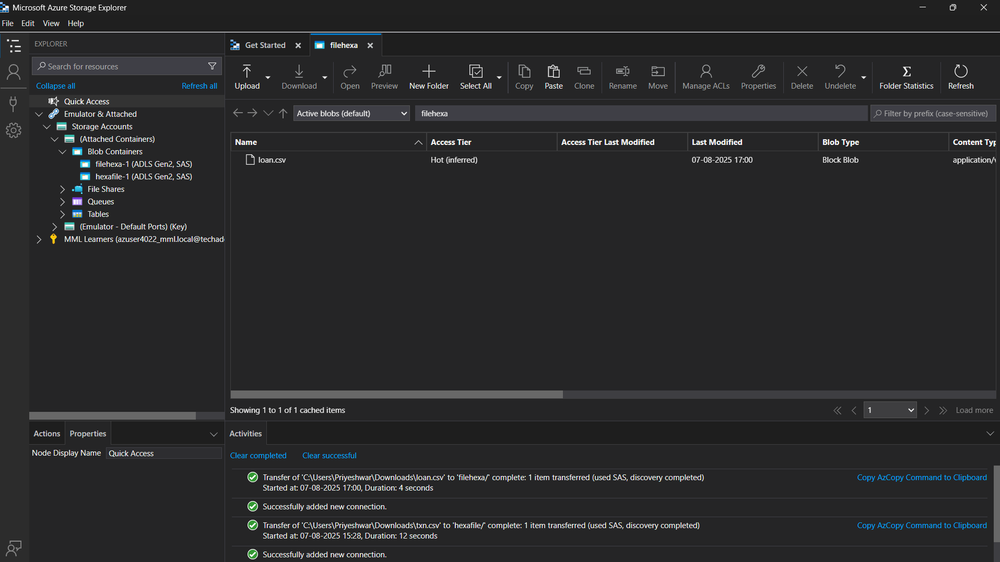 Microsoft Azure Storage Explorer
File Edit View Help
EXPLORER
Search for resources
Collapse all Refresh all
Quick Access
Emulator & Attached
Storage Accounts
(Attached Containers)
Blob Containers
filehexa-1 (ADLS Gen2, SAS)
hexafile-1 (ADLS Gen2, SAS)
File Shares
Queues
Tables
(Emulator - Default Ports) (Key)
MML Learners (azuser4022_mml.local@techad
Actions Properties
Node Display Name Quick Access
Get Started filehexa
Upload Download Open Preview New Folder Select All Copy Paste Clone Rename Move Manage ACLs Properties Delete Undelete Folder Statistics Refresh
Active blobs (default) filehexa Filter by prefix (case-sensitive)
Name Access Tier Access Tier Last Modified Last Modified Blob Type Content Typ
loan.csv Hot (inferred) 07-08-2025 17:00 Block Blob application/v
Showing 1 to 1 of 1 cached items 1 Load more
Activities
Clear completed Clear successful
Transfer of 'C:\Users\Priyeshwar\Downloads\loan.csv' to 'filehexa/' complete: 1 item transferred (used SAS, discovery completed) Copy AzCopy Command to Clipboard
Started at: 07-08-2025 17:00, Duration: 4 seconds
Successfully added new connection.
Transfer of 'C:\Users\Priyeshwar\Downloads\txn.csv' to 'hexafile/' complete: 1 item transferred (used SAS, discovery completed) Copy AzCopy Command to Clipboard
Started at: 07-08-2025 15:28, Duration: 12 seconds
Successfully added new connection.